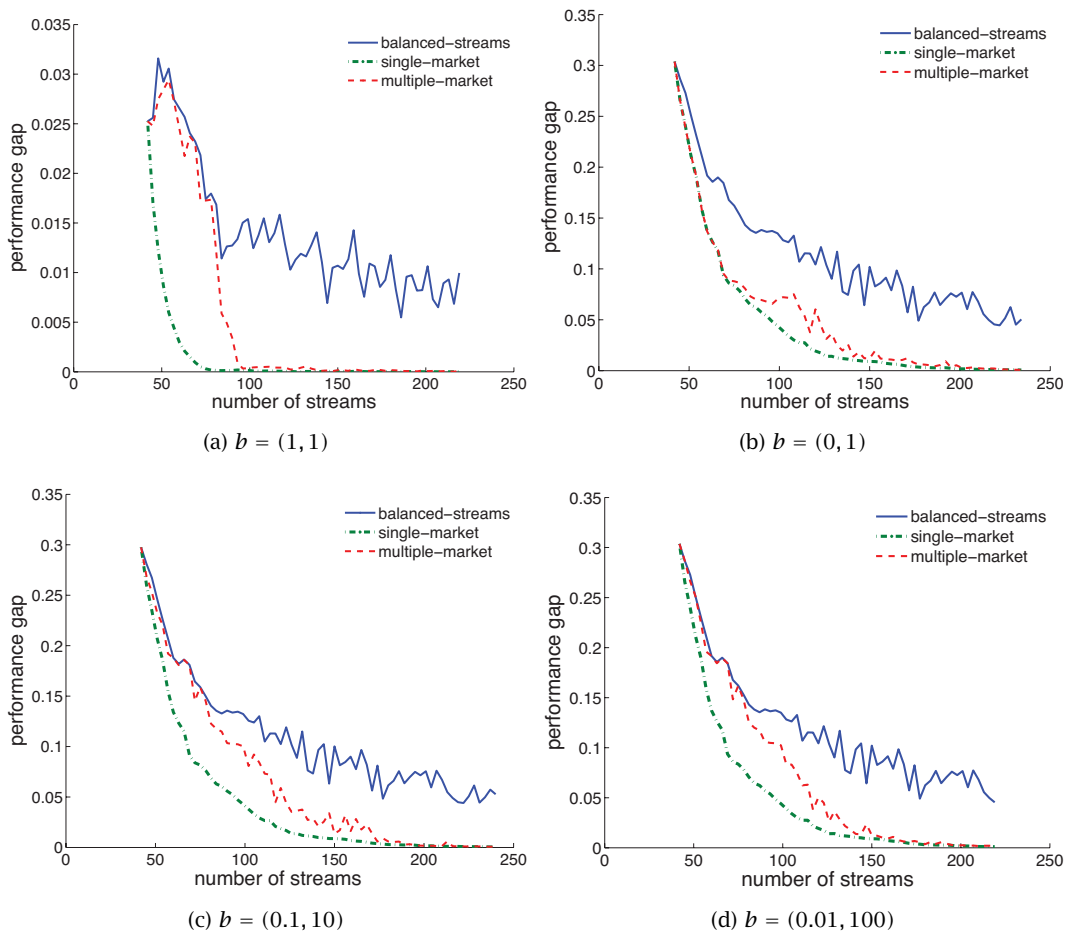 0.035
0.03
0.025
0.02
0.015
0.01
0.005
0
performance gap
balanced−streams
single−market
multiple−market
50
100
150
200
250
number of streams
(a) b = (1, 1)
0.35
0.3
0.25
0.2
0.15
0.1
0.05
0
performance gap
balanced−streams
single−market
multiple−market
0
50
100
150
200
250
number of streams
(b) b = (0, 1)
0.35
0.3
0.25
0.2
0.15
0.1
0.05
0
performance gap
balanced−streams
single−market
multiple−market
0
50
100
150
200
250
number of streams
(c) b = (0.1, 10)
0.35
0.3
0.25
0.2
0.15
0.1
0.05
0
performance gap
balanced−streams
single−market
multiple−market
0
50
100
150
200
250
number of streams
(d) b = (0.01, 100)